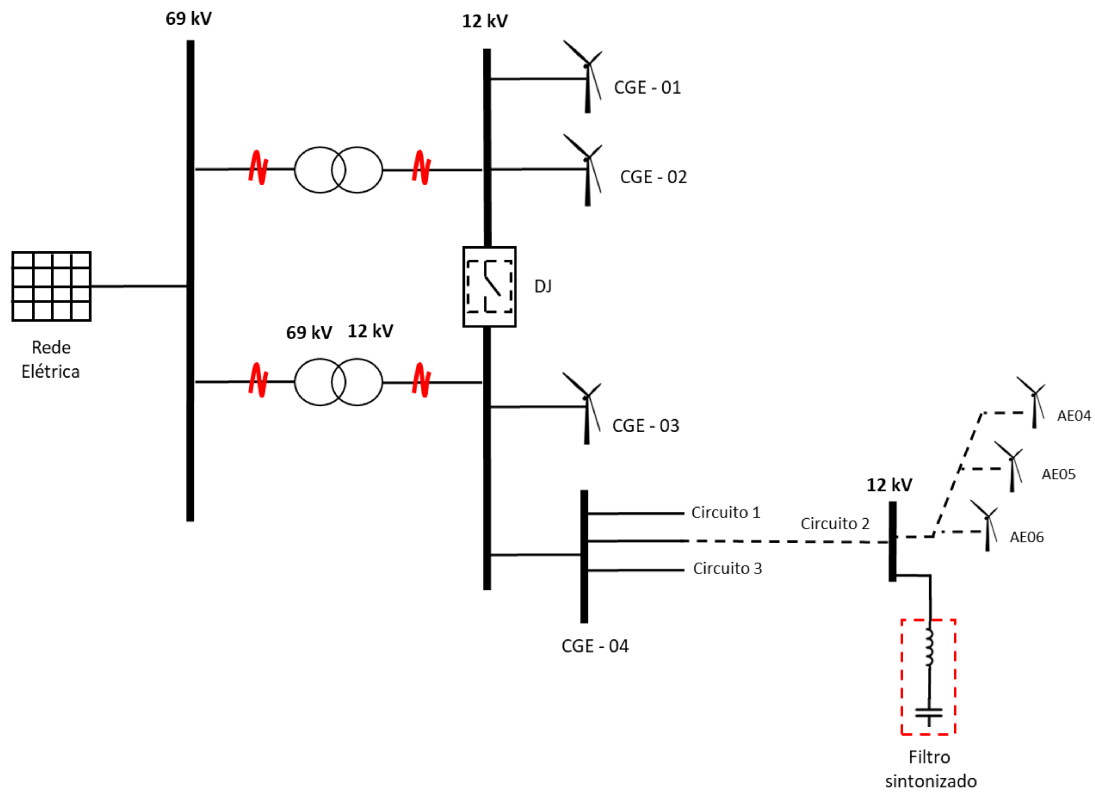 69 kV
12 kV
CGE - 01
CGE - 02
DJ
Rede
Elétrica
69 kV
12 kV
CGE - 03
AE04
AE05
AE06
12 kV
Circuito 1
Circuito 2
Circuito 3
CGE - 04
Filtro
sintonizado